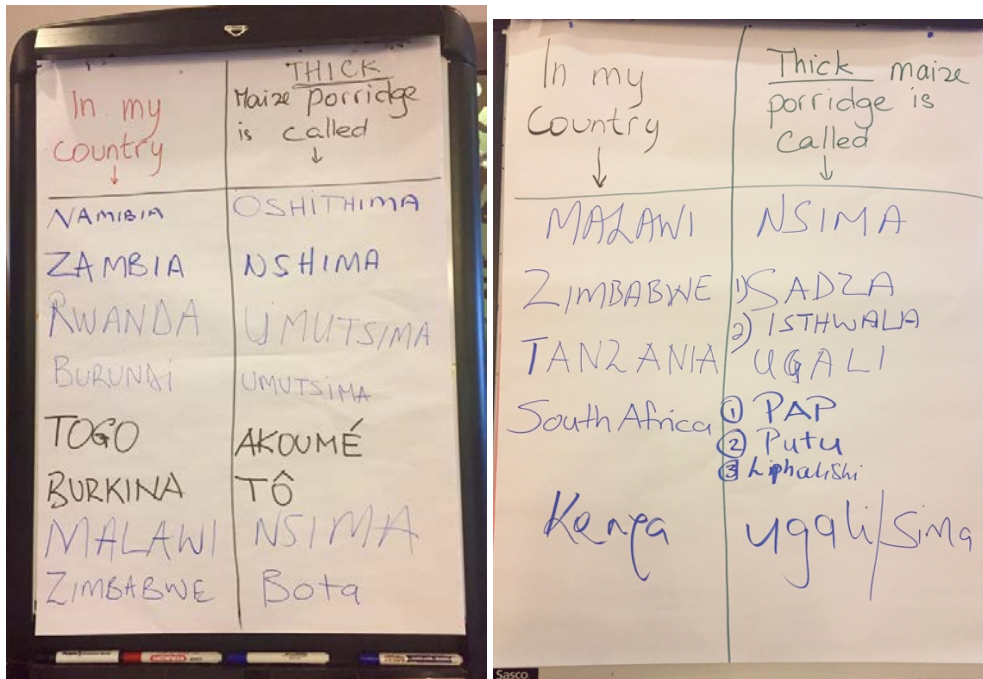 In my
Country
↓
THICK
Maize porridge
is called
↓
NAMIBIA OSHITHIMA
ZAMBIA NSHIMA
RWANDA UMUTSIMA
BURUNDI UMUTSIMA
TOGO AKOUMÉ
BURKINA TÔ
MALAWI NSIMA
ZIMBABWE Bota
In my
Country
↓
Thick maize
porridge is
Called
↓
MALAWI NSIMA
ZIMBABWE 1) SADZA
2) ISTHWALA
TANZANIA UGALI
South Africa ① PAP
② Putu
③ Liphalishi
Kenya ugali/Sima
Sasco